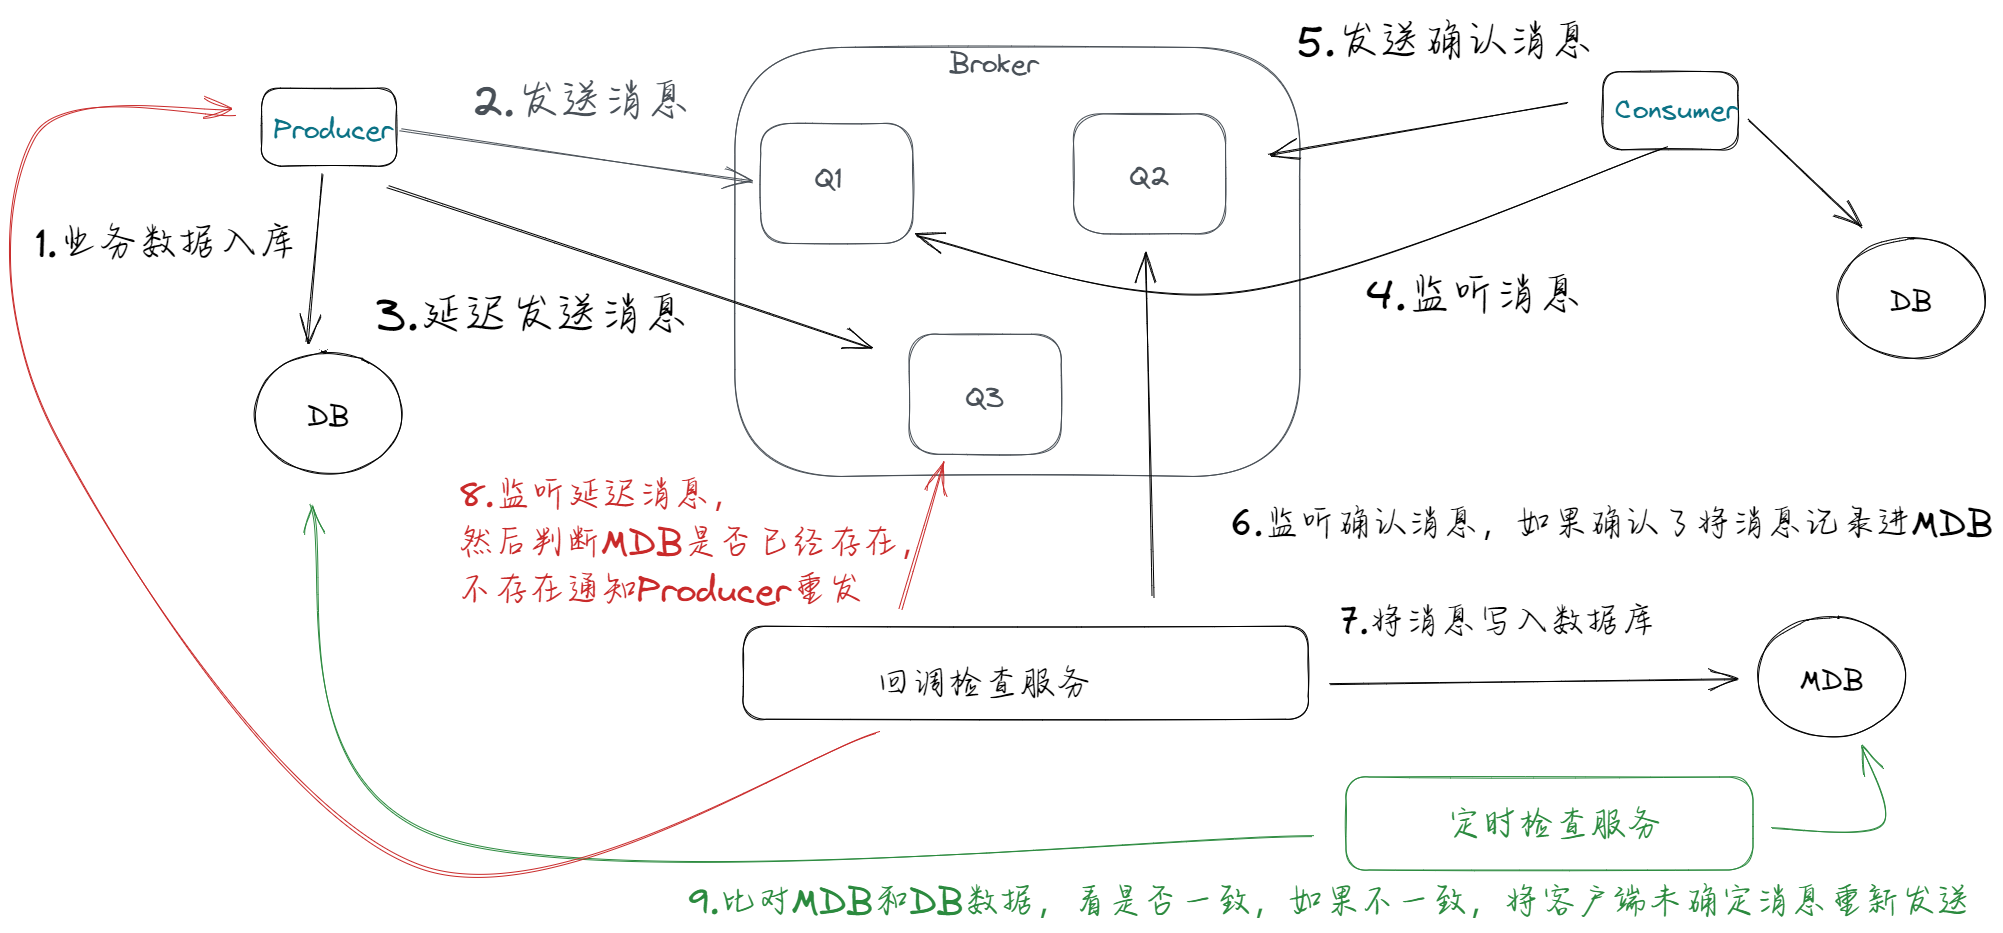 5.发送确认消息
Broker
2.发送消息
Producer
Consumer
Q1
Q2
1.业务数据入库
3.延迟发送消息
4.监听消息
DB
Q3
DB
8.监听延迟消息，
然后判断MDB是否已经存在，
不存在通知Producer重发
6.监听确认消息，如果确认了将消息记录进MDB
7.将消息写入数据库
回调检查服务
MDB
定时检查服务
9.比对MDB和DB数据，看是否一致，如果不一致，将客户端未确定消息重新发送